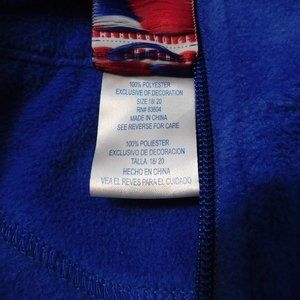 100% POLYESTER
EXCLUSIVE OF DECORATION
SIZE 18/ 20
RN# 83604
MADE IN CHINA
SEE REVERSE FOR CARE
100% POLIESTER
EXCLUSIVO DE DECORACION
TALLA: 18/ 20
HECHO EN CHINA
VEA EL REVES PARA EL CUIDADO